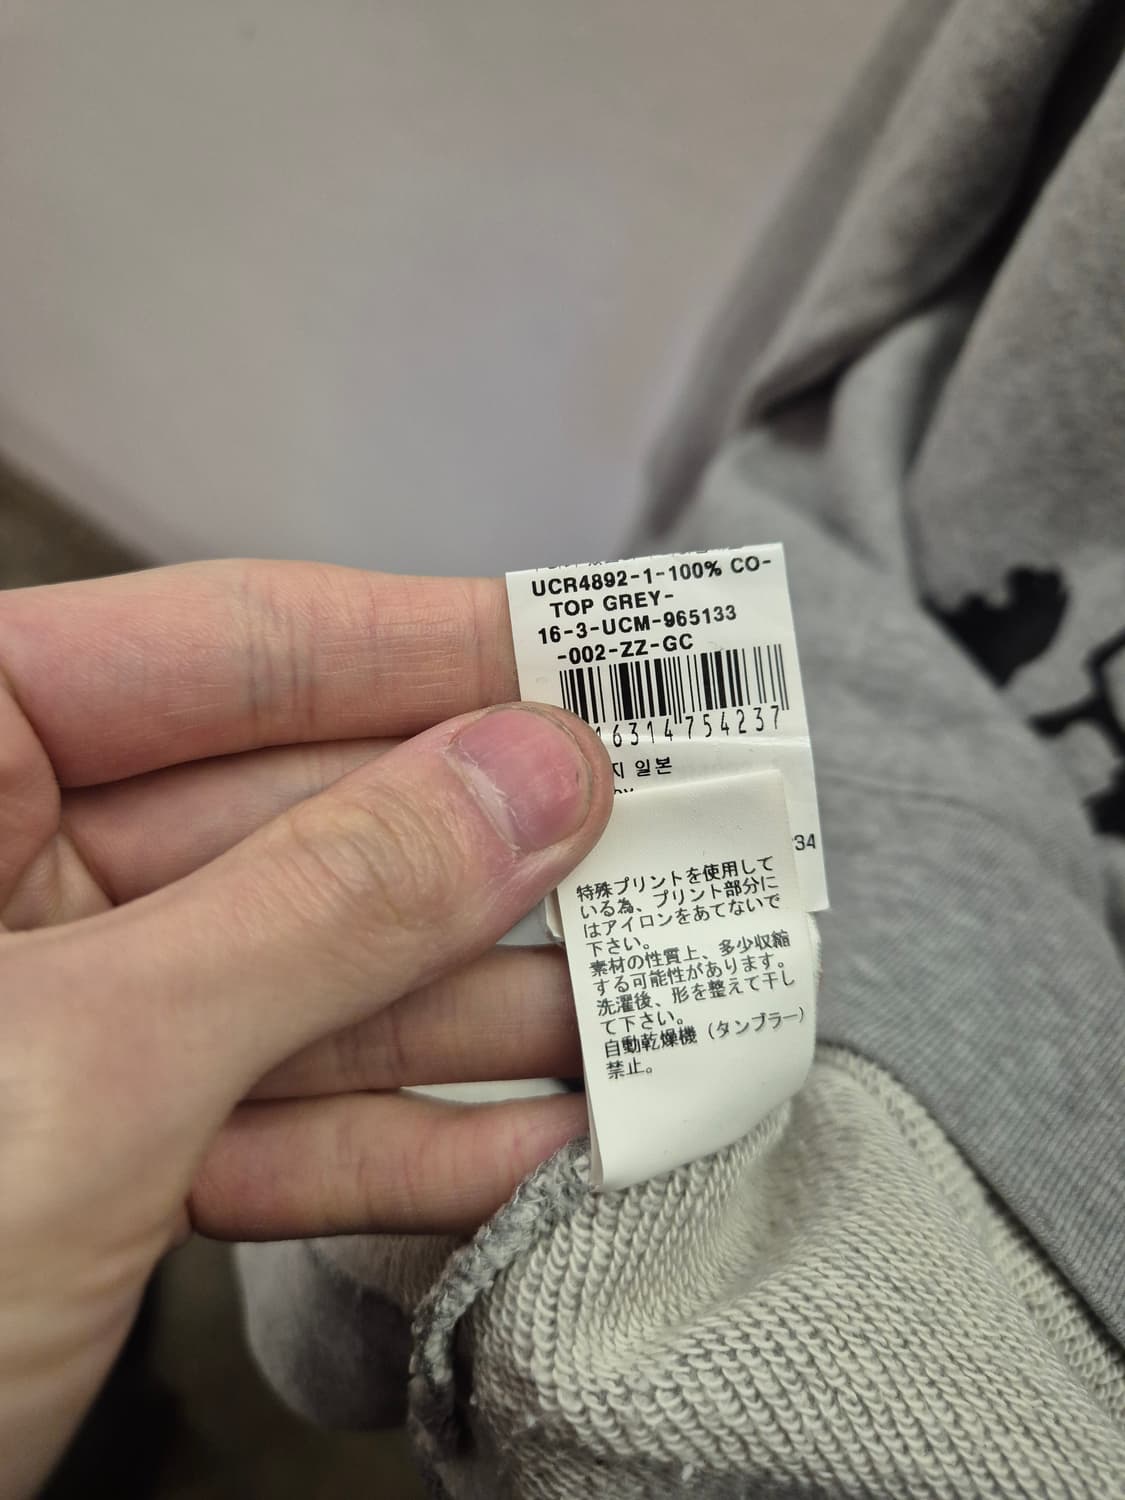 UCR4892-1-100% CO-
TOP GREY-
16-3-UCM-965133
-002-ZZ-GC
16314754237
지 일본
34
特殊プリントを使用して
いる為、プリント部分に
はアイロンをあてないで
下さい。
素材の性質上、多少収縮
する可能性があります。
洗濯後、形を整えて干し
て下さい。
自動乾燥機（タンブラー）
禁止。